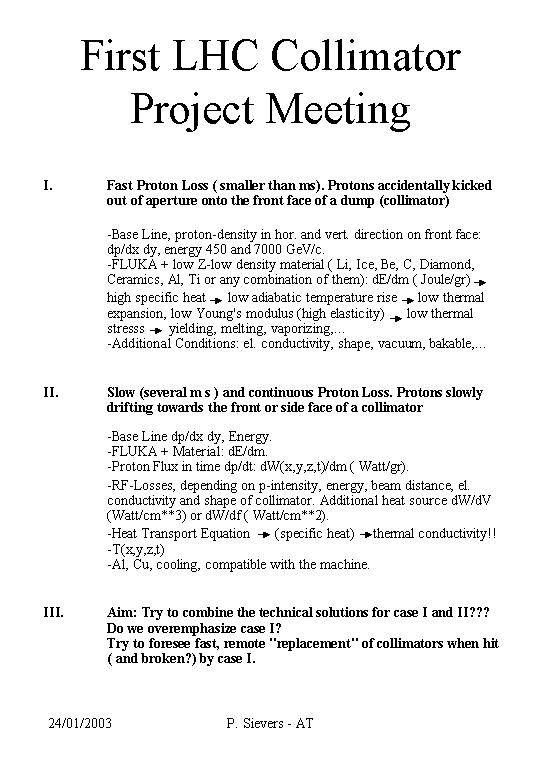 First LHC Collimator
Project Meeting
I. Fast Proton Loss ( smaller than ms). Protons accidentally kicked
out of aperture onto the front face of a dump (collimator)
-Base Line, proton-density in hor. and vert. direction on front face:
dp/dx dy, energy 450 and 7000 GeV/c.
-FLUKA + low Z-low density material ( Li, Ice, Be, C, Diamond,
Ceramics, Al, Ti or any combination of them): dE/dm ( Joule/gr) →
high specific heat → low adiabatic temperature rise → low thermal
expansion, low Young's modulus (high elasticity) → low thermal
stresss → yielding, melting, vaporizing,...
-Additional Conditions: el. conductivity, shape, vacuum, bakable,...
II. Slow (several m s ) and continuous Proton Loss. Protons slowly
drifting towards the front or side face of a collimator
-Base Line dp/dx dy, Energy.
-FLUKA + Material: dE/dm.
-Proton Flux in time dp/dt: dW(x,y,z,t)/dm ( Watt/gr).
-RF-Losses, depending on p-intensity, energy, beam distance, el.
conductivity and shape of collimator. Additional heat source dW/dV
(Watt/cm**3) or dW/df ( Watt/cm**2).
-Heat Transport Equation → (specific heat) →thermal conductivity!!
-T(x,y,z,t)
-Al, Cu, cooling, compatible with the machine.
III. Aim: Try to combine the technical solutions for case I and II???
Do we overemphasize case I?
Try to foresee fast, remote "replacement" of collimators when hit
( and broken?) by case I.
24/01/2003 P. Sievers - AT